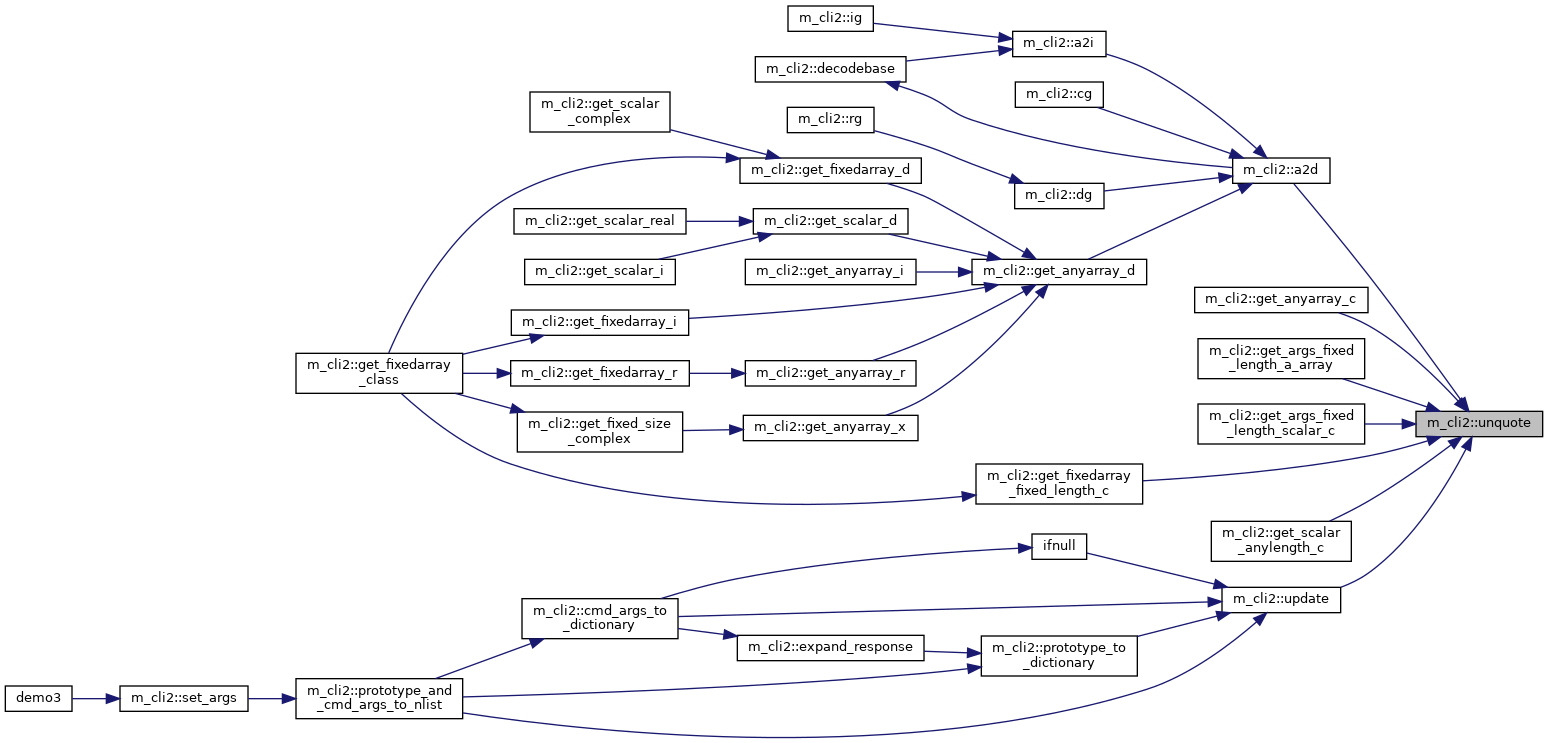 m_cli2::ig
m_cli2::a2i
m_cli2::decodebase
m_cli2::cg
m_cli2::get_scalar
_complex
m_cli2::rg
m_cli2::get_fixedarray_d
m_cli2::a2d
m_cli2::dg
m_cli2::get_scalar_real
m_cli2::get_scalar_d
m_cli2::get_scalar_i
m_cli2::get_anyarray_i
m_cli2::get_anyarray_d
m_cli2::get_anyarray_c
m_cli2::get_fixedarray_i
m_cli2::get_args_fixed
_length_a_array
m_cli2::get_fixedarray
_class
m_cli2::get_fixedarray_r
m_cli2::get_anyarray_r
m_cli2::get_args_fixed
_length_scalar_c
m_cli2::unquote
m_cli2::get_fixed_size
_complex
m_cli2::get_anyarray_x
m_cli2::get_fixedarray
_fixed_length_c
m_cli2::get_scalar
_anylength_c
ifnull
m_cli2::update
m_cli2::cmd_args_to
_dictionary
m_cli2::expand_response
m_cli2::prototype_to
_dictionary
demo3
m_cli2::set_args
m_cli2::prototype_and
_cmd_args_to_nlist